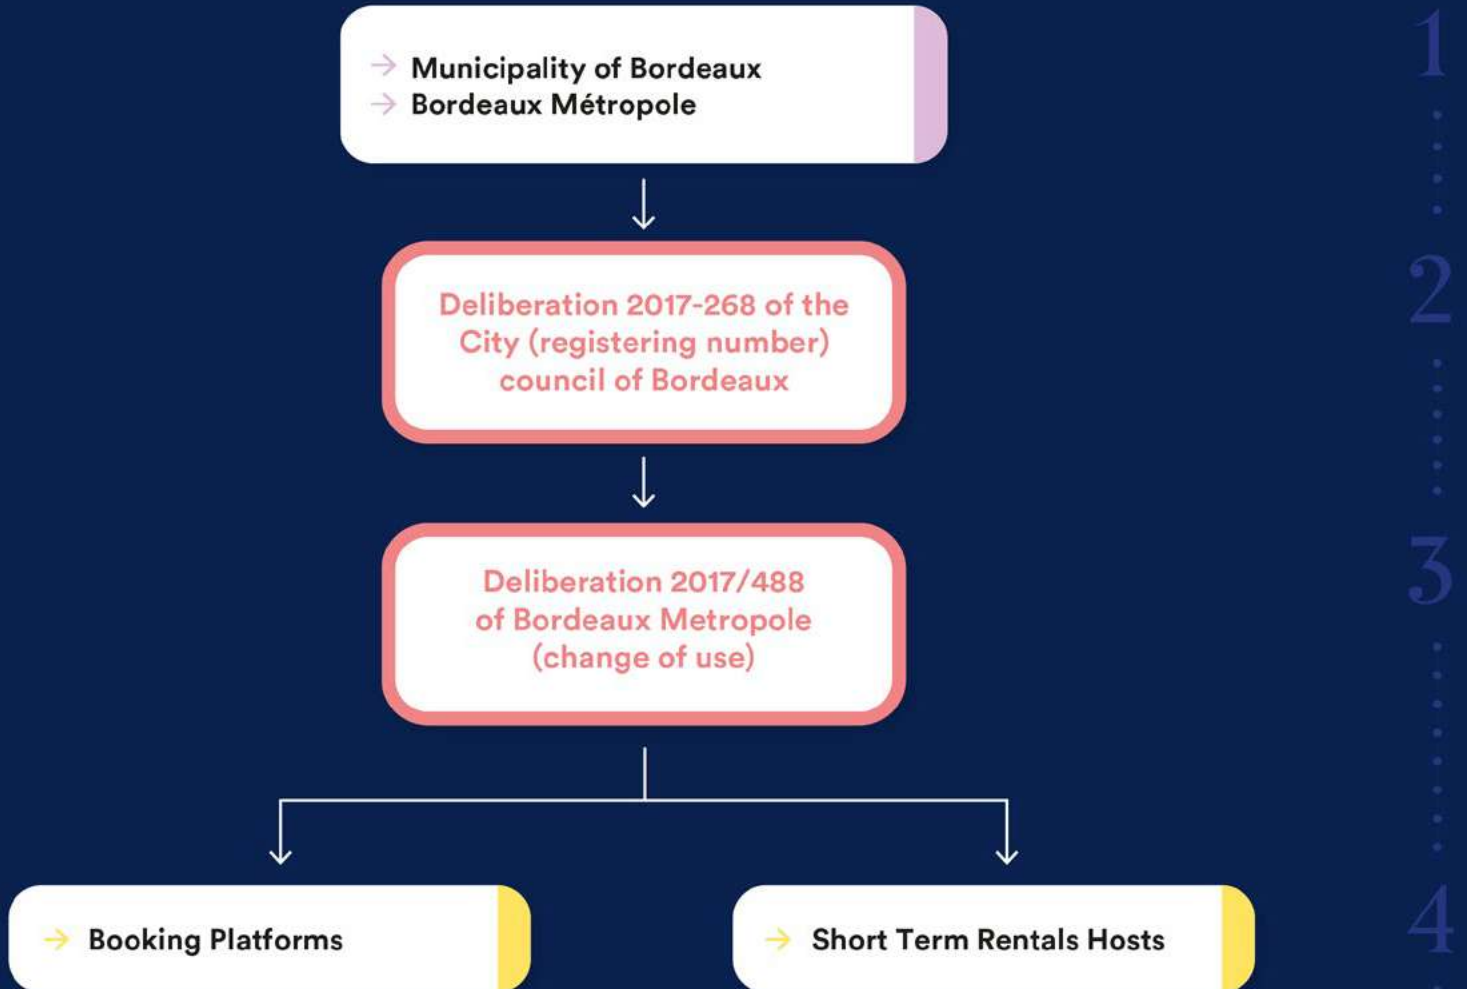 → Municipality of Bordeaux
→ Bordeaux Métropole
1
Deliberation 2017-268 of the
City (registering number)
council of Bordeaux
2
Deliberation 2017/488
of Bordeaux Metropole
(change of use)
3
→ Booking Platforms
→ Short Term Rentals Hosts
4